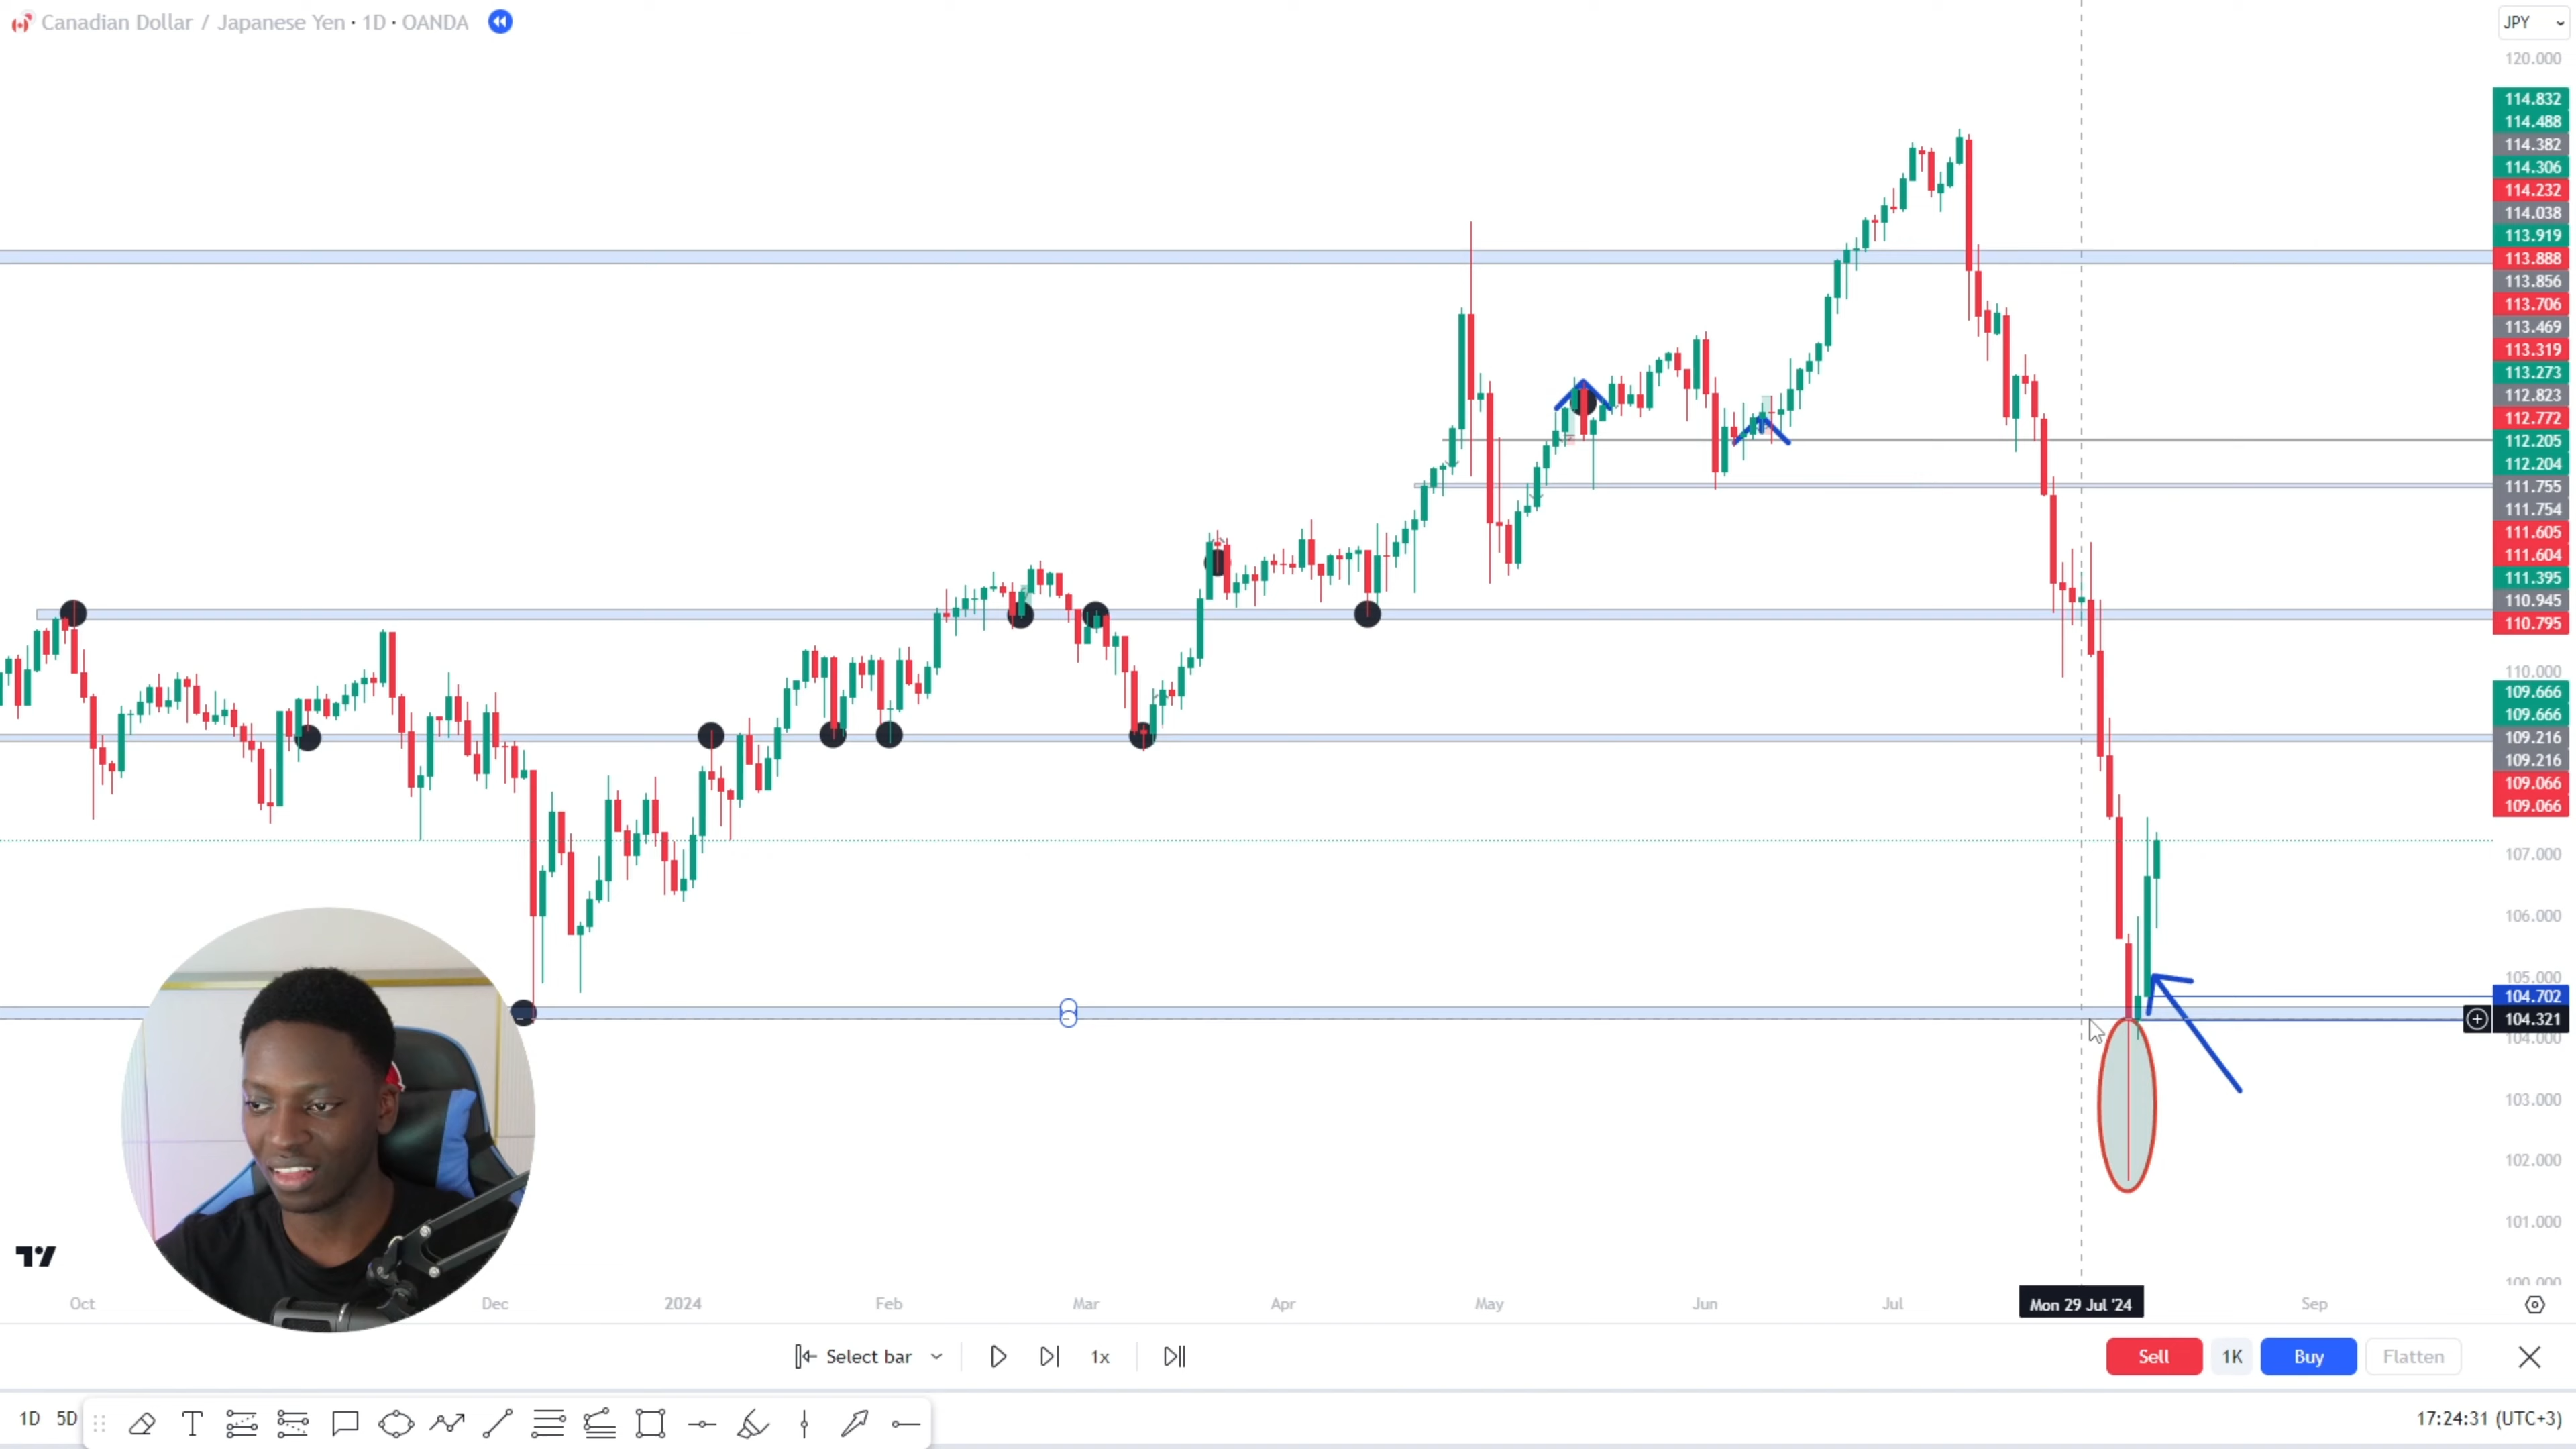 Canadian Dollar / Japanese Yen · 1D · OANDA
JPY
120.000
114.832
114.488
114.382
114.306
114.232
114.038
113.919
113.888
113.856
113.706
113.469
113.319
113.273
112.823
112.772
112.205
112.204
111.755
111.754
111.605
111.604
111.395
110.945
110.795
110.000
109.666
109.666
109.216
109.216
109.066
109.066
107.000
106.000
105.000
104.702
104.321
104.000
103.000
102.000
101.000
100.000
Oct
Dec
2024
Feb
Mar
Apr
May
Jun
Jul
Mon 29 Jul '24
Sep
Select bar
1x
Sell
1K
Buy
Flatten
1D 5D
T
17:24:31 (UTC+3)